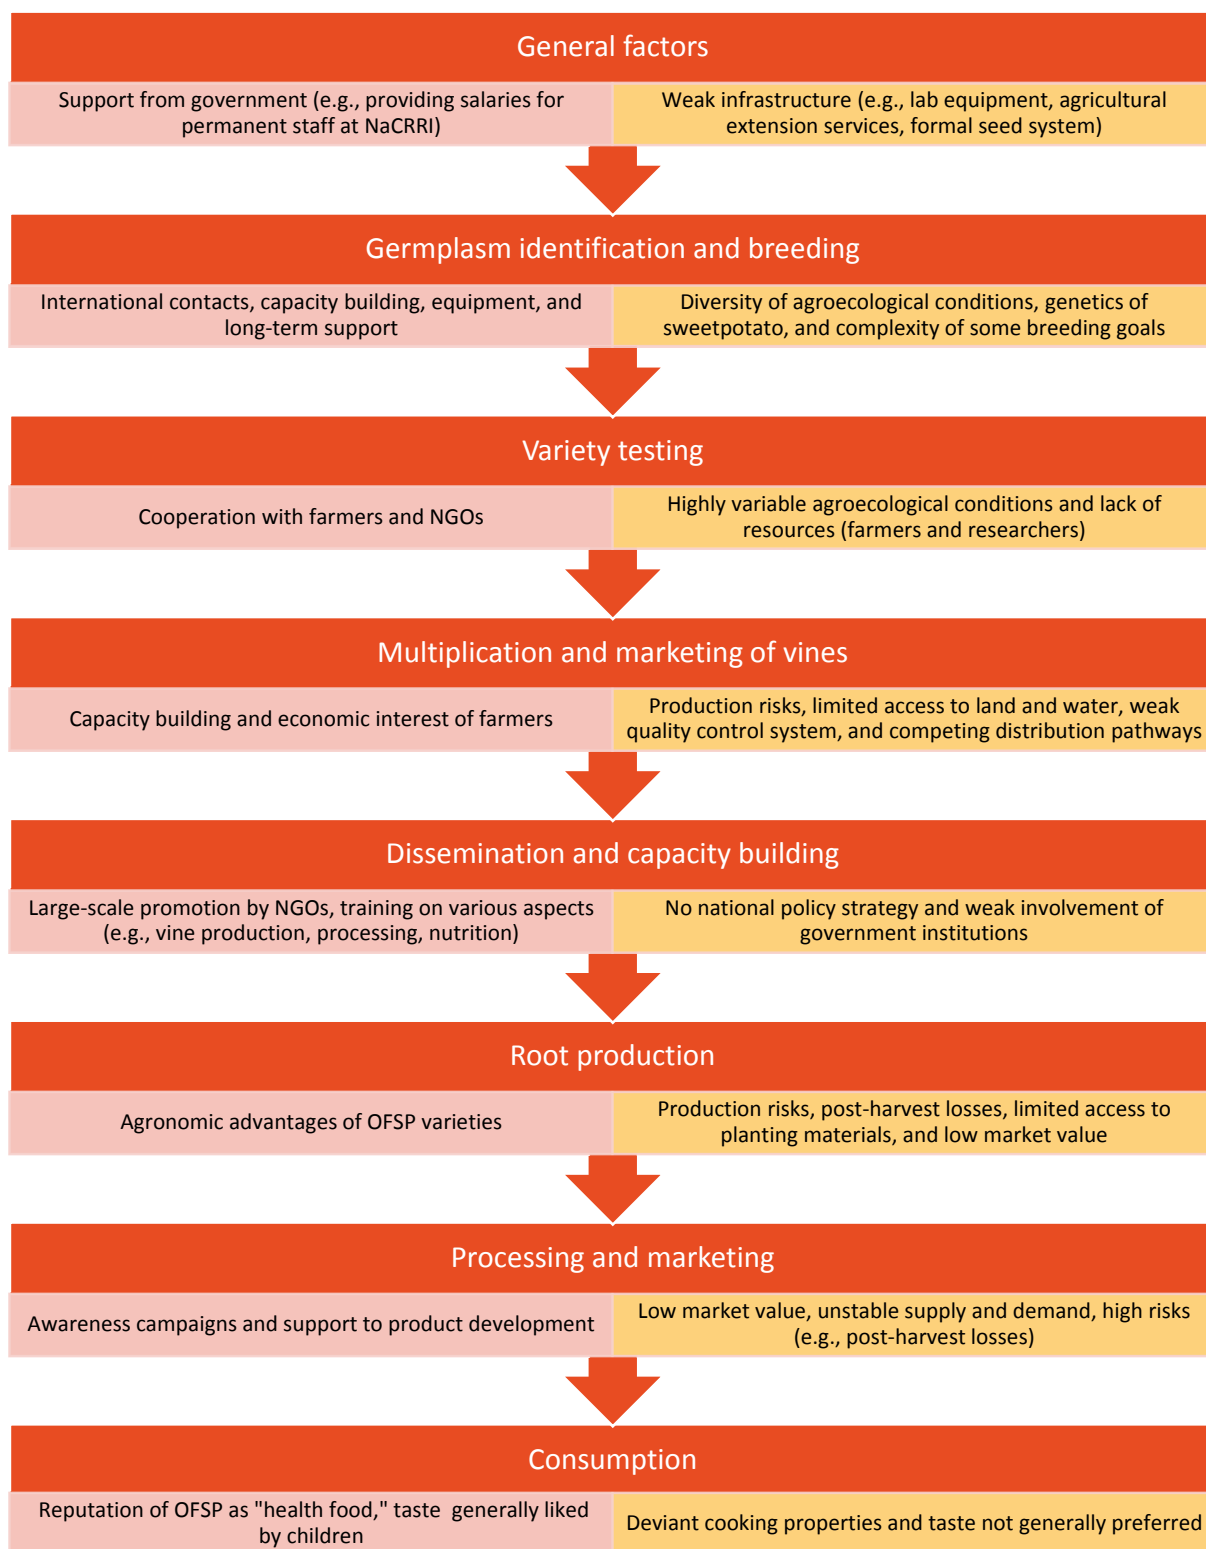 General factors
Support from government (e.g., providing salaries for
permanent staff at NaCRRI)
Weak infrastructure (e.g., lab equipment, agricultural
extension services, formal seed system)
Germplasm identification and breeding
International contacts, capacity building, equipment, and
long-term support
Diversity of agroecological conditions, genetics of
sweetpotato, and complexity of some breeding goals
Variety testing
Cooperation with farmers and NGOs
Highly variable agroecological conditions and lack of
resources (farmers and researchers)
Multiplication and marketing of vines
Capacity building and economic interest of farmers
Production risks, limited access to land and water, weak
quality control system, and competing distribution pathways
Dissemination and capacity building
Large-scale promotion by NGOs, training on various aspects
(e.g., vine production, processing, nutrition)
No national policy strategy and weak involvement of
government institutions
Root production
Agronomic advantages of OFSP varieties
Production risks, post-harvest losses, limited access to
planting materials, and low market value
Processing and marketing
Awareness campaigns and support to product development
Low market value, unstable supply and demand, high risks
(e.g., post-harvest losses)
Consumption
Reputation of OFSP as "health food," taste generally liked
by children
Deviant cooking properties and taste not generally preferred